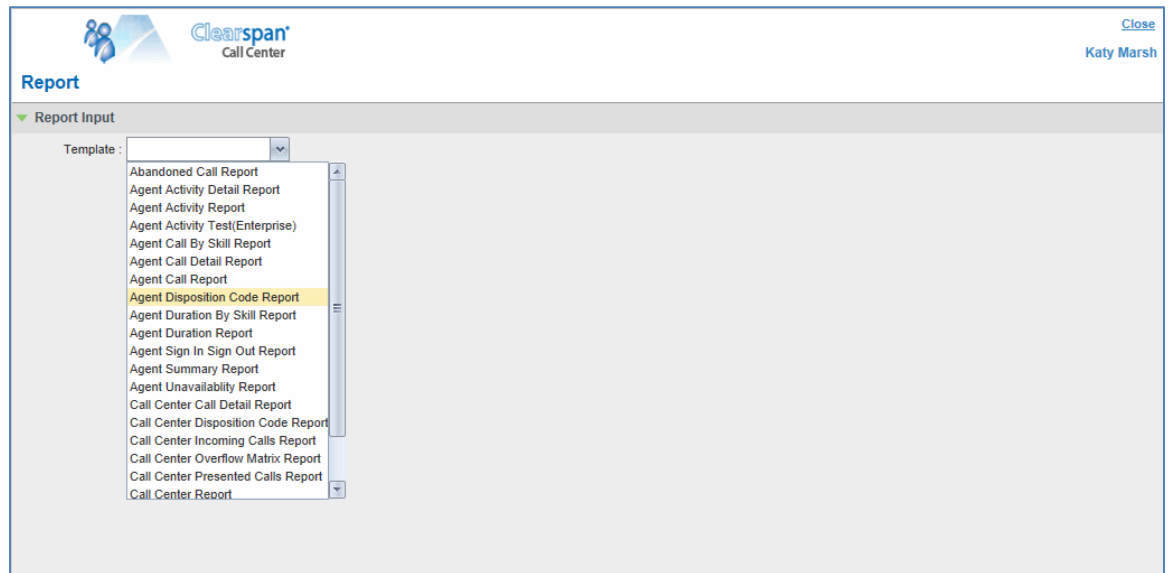 Clearspan®
Call Center
Close
Katy Marsh
Report
Report Input
Template :
Abandoned Call Report
Agent Activity Detail Report
Agent Activity Report
Agent Activity Test(Enterprise)
Agent Call By Skill Report
Agent Call Detail Report
Agent Call Report
Agent Disposition Code Report
Agent Duration By Skill Report
Agent Duration Report
Agent Sign In Sign Out Report
Agent Summary Report
Agent Unavailablity Report
Call Center Call Detail Report
Call Center Disposition Code Report
Call Center Incoming Calls Report
Call Center Overflow Matrix Report
Call Center Presented Calls Report
Call Center Report